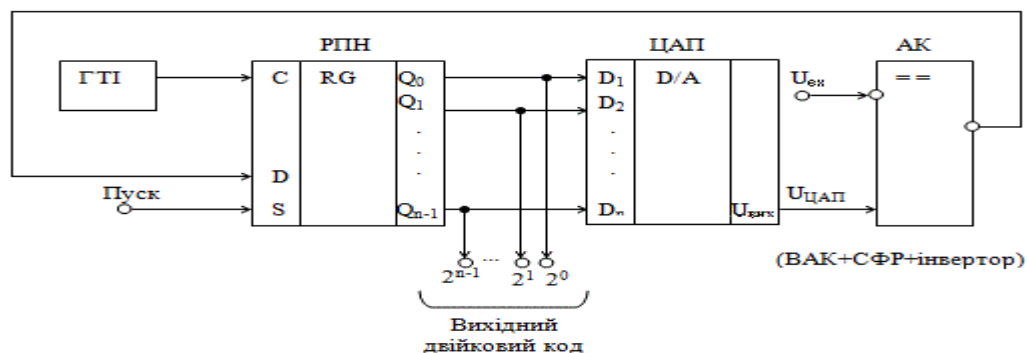 РПН
ЦАП
АК
ГТІ
C
RG
Q0
D1
D/A
Uвх
= =
Q1
D2
D
Пуск
S
Qn-1
Dn
Uвих
UЦАП
2n-1 ... 21 20
(ВАК+СФР+інвертор)
Вихідний
двійковий код